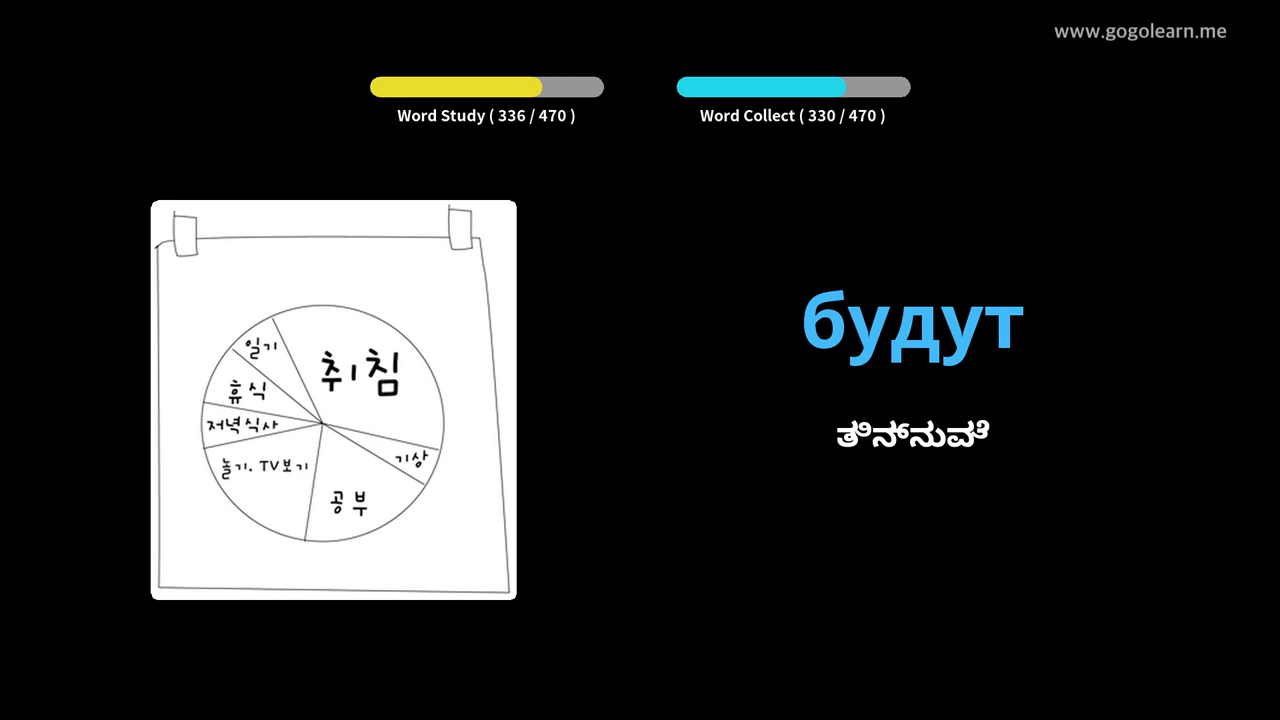 www.gogolearn.me
Word Study ( 336 / 470 )
Word Collect ( 330 / 470 )
일기
취침
휴식
저녁식사
놀기. TV보기
기상
공부
будут
ತಿನ್ನುವೆ